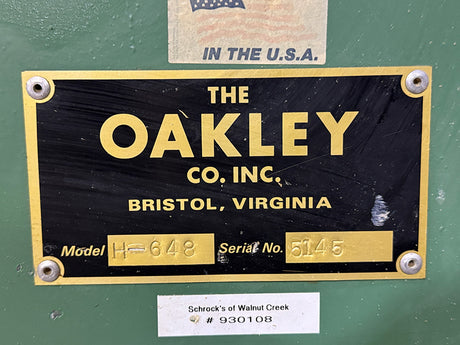 IN THE U.S.A.
THE
OAKLEY
CO. INC.
BRISTOL, VIRGINIA
Model H-648 Serial No. 5145
Schrock's of Walnut Creek
# 930108